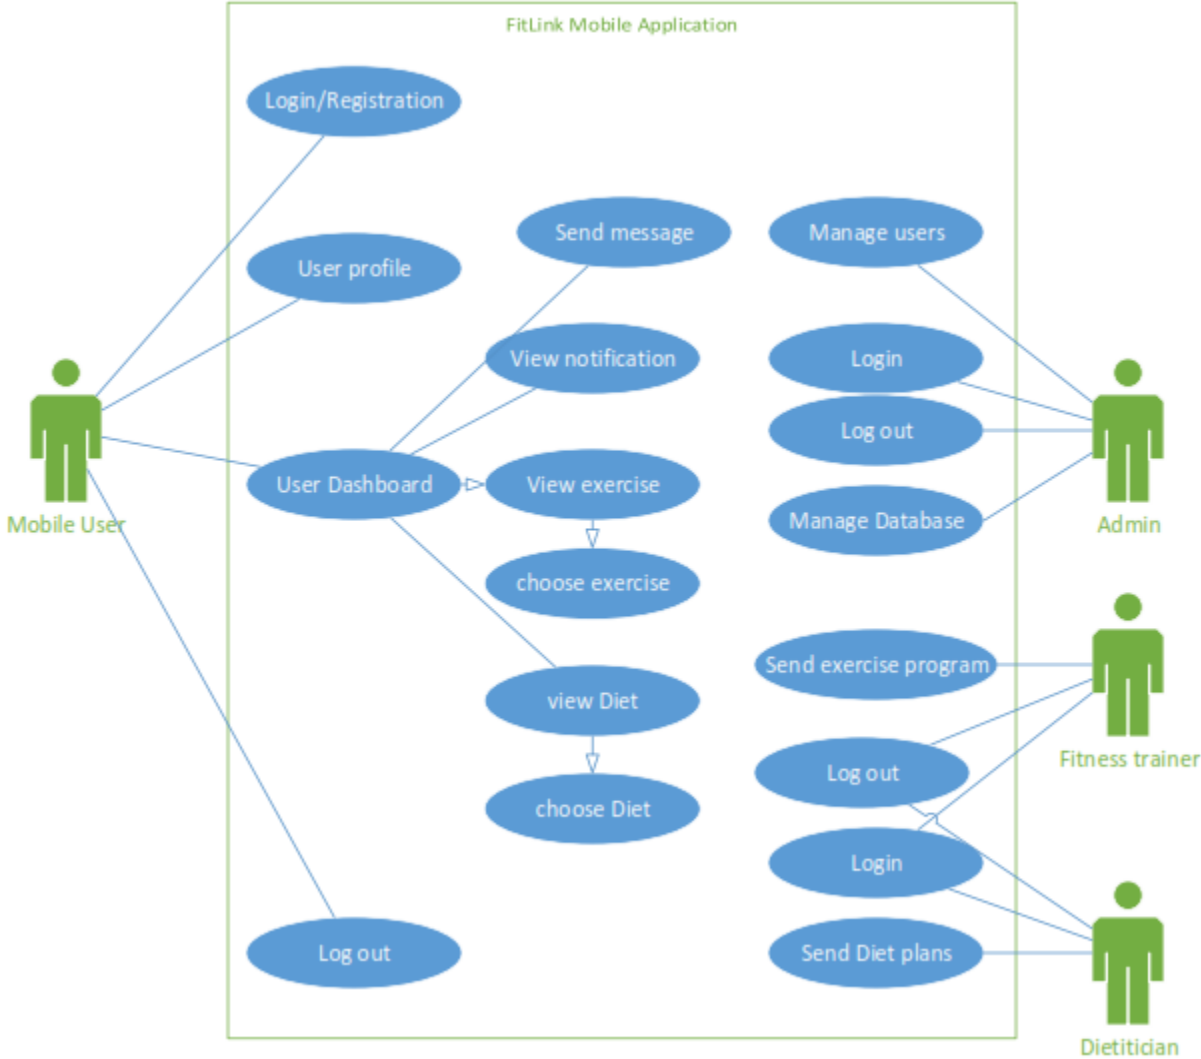 FitLink Mobile Application
Login/Registration
Send message
Manage users
User profile
View notification
Login
Log out
User Dashboard
View exercise
Manage Database
Mobile User
Admin
choose exercise
Send exercise program
view Diet
Fitness trainer
Log out
choose Diet
Login
Log out
Send Diet plans
Dietitician